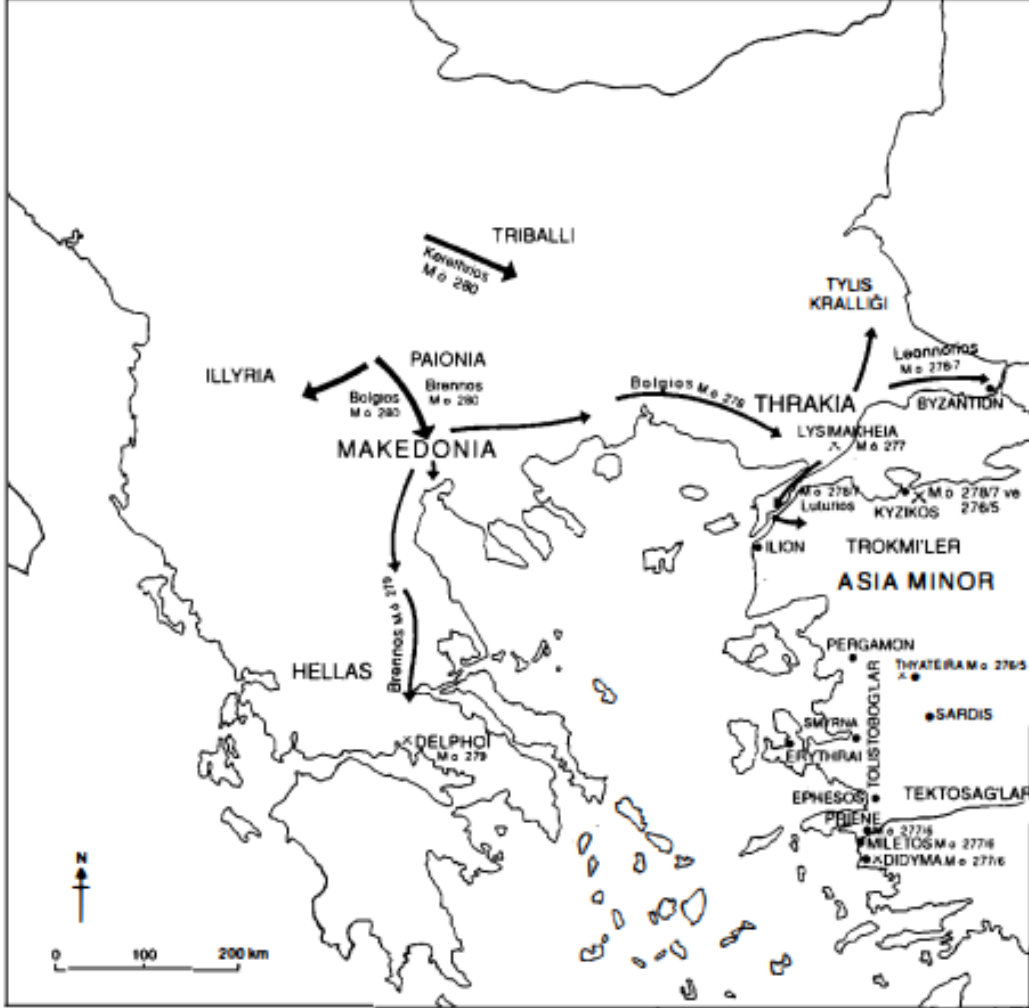 TRIBALLI
Kerethrios
M ö 280
TYLIS
KRALLIĞI
ILLYRIA
PAIONIA
Bolgios
M ö 280
Brennos
M ö 280
Bolgios M ö 279
Leonnorios
M ö 278/7
THRAKIA
BYZANTION
MAKEDONIA
LYSIMAKHEIA
M ö 277
M ö 278/7
Luturios
KYZIKOS
M ö 278/7 ve
276/5
ILION
TROKMI'LER
ASIA MINOR
Brennos M ö 279
HELLAS
PERGAMON
THYATEIRA M ö 276/5
TOLISTOBOG'LAR
SARDIS
SMYRNA
ERYTHRAI
DELPHOI
M ö 279
EPHESOS
TEKTOSAG'LAR
PRIENE
M ö 277/6
MILETOS M ö 277/6
DIDYMA M ö 277/6
N
0 100 200 km